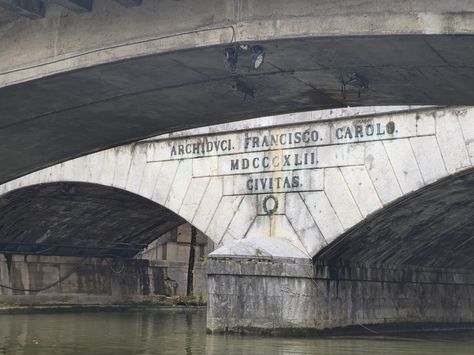 ARCHIDVCI. FRANCISCO. CAROLO.
MDCCCXLII.
CIVITAS.